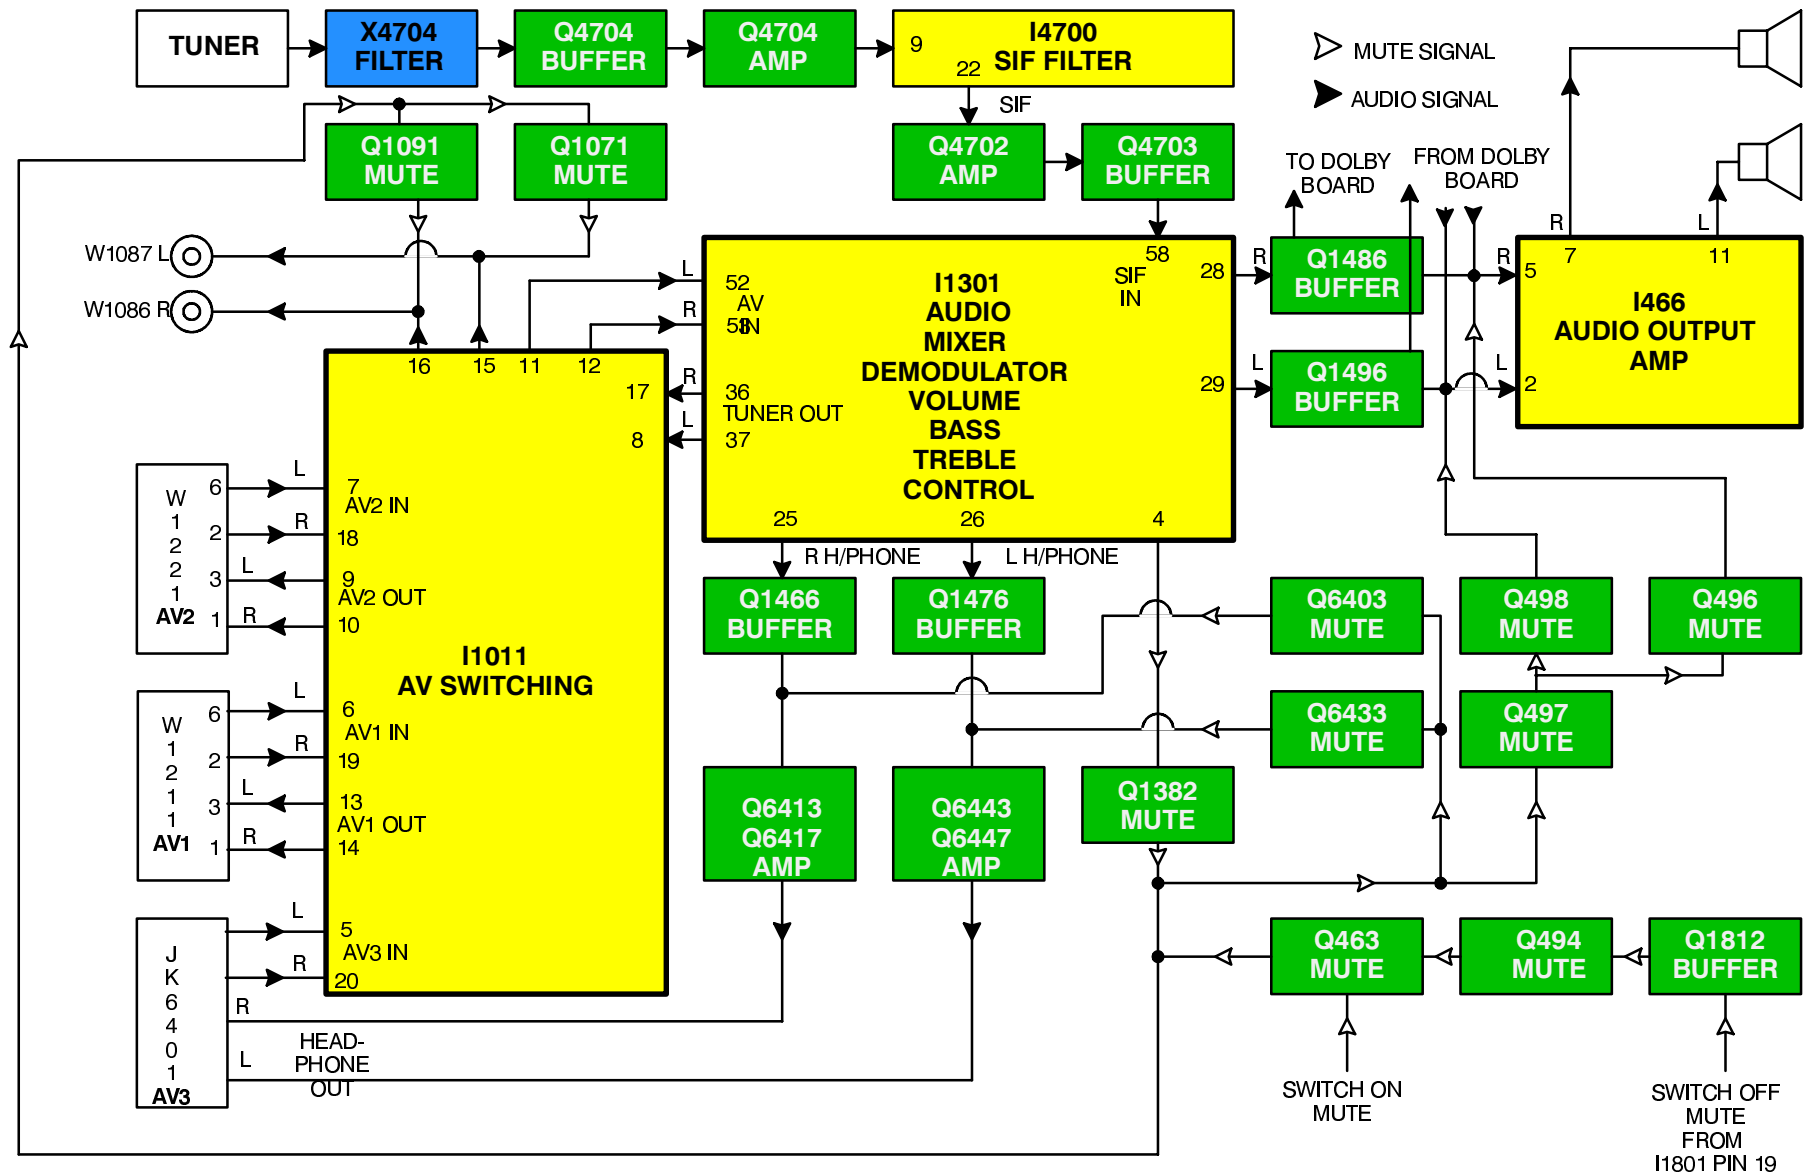 TUNER
X4704
FILTER
Q4704
BUFFER
Q4704
AMP
9
22
I4700
SIF FILTER
MUTE SIGNAL
AUDIO SIGNAL
SIF
Q1091
MUTE
Q1071
MUTE
Q4702
AMP
Q4703
BUFFER
TO DOLBY
BOARD
FROM DOLBY
BOARD
W1087 L
W1086 R
L
R
R
L
52
AV
IN
53
36
TUNER OUT
37
I1301
AUDIO
MIXER
DEMODULATOR
VOLUME
BASS
TREBLE
CONTROL
58
SIF
IN
28
29
25
26
4
R
L
Q1486
BUFFER
Q1496
BUFFER
R
L
R
L
7
11
5
2
I466
AUDIO OUTPUT
AMP
16
15
11
12
17
8
W
1
2
2
1
AV2
6
2
3
1
L
R
L
R
7
AV2 IN
18
9
AV2 OUT
10
I1011
AV SWITCHING
W
1
2
1
1
AV1
6
2
3
1
L
R
L
R
6
AV1 IN
19
13
AV1 OUT
14
J
K
6
4
0
1
AV3
L
R
R
L
5
AV3 IN
20
HEAD-
PHONE
OUT
R H/PHONE
L H/PHONE
Q1466
BUFFER
Q1476
BUFFER
Q6403
MUTE
Q498
MUTE
Q496
MUTE
Q6433
MUTE
Q497
MUTE
Q6413
Q6417
AMP
Q6443
Q6447
AMP
Q1382
MUTE
Q463
MUTE
Q494
MUTE
Q1812
BUFFER
SWITCH ON
MUTE
SWITCH OFF
MUTE
FROM
I1801 PIN 19